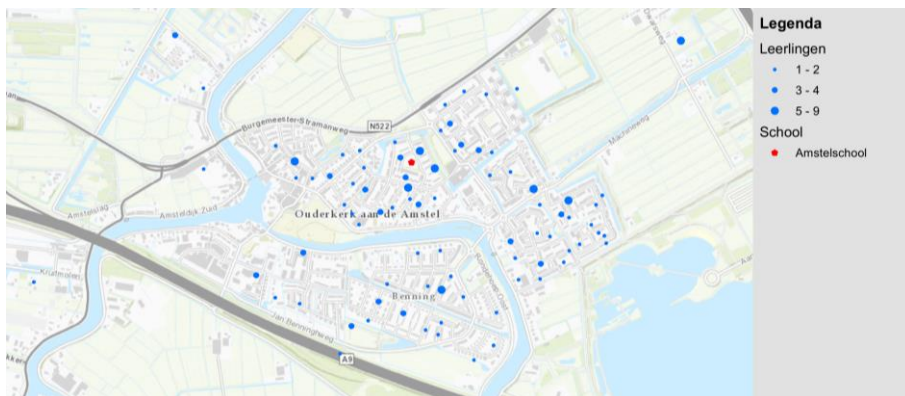 Legenda
Leerlingen
1 - 2
3 - 4
5 - 9
School
Amstelschool
Burgemeester-Stramanweg
N522
Machineweg
Amstelslag
Amsteldijk Zuid
Ouderkerk aan de Amstel
Benning
Jan Benninghweg
A9